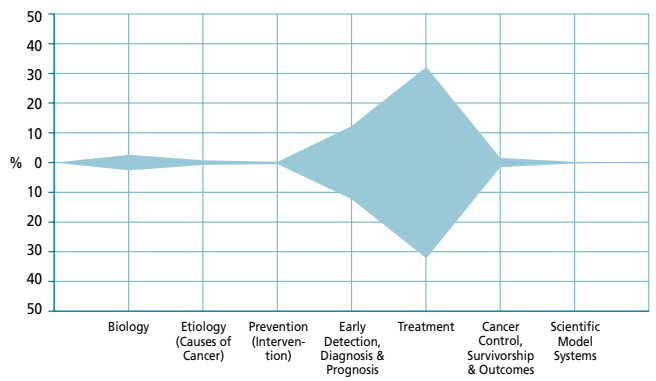 50
40
30
20
10
% 0
10
20
30
40
50
Biology
Etiology
(Causes of
Cancer)
Prevention
(Interven-
tion)
Early
Detection,
Diagnosis &
Prognosis
Treatment
Cancer
Control,
Survivorship
& Outcomes
Scientific
Model
Systems